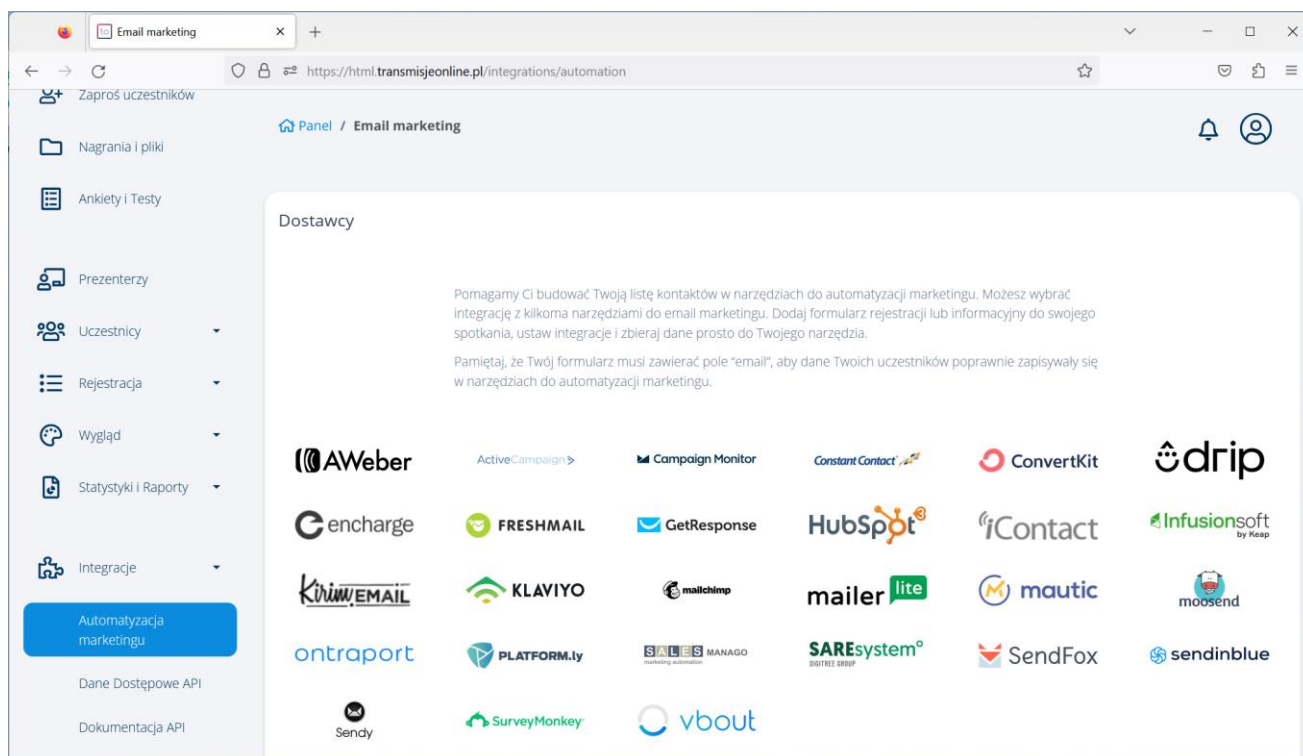 Email marketing
https://html.transmisjeonline.pl/integrations/automation
Zaproś uczestników
Nagrania i pliki
Ankiety i Testy
Prezenterzy
Uczestnicy
Rejestracja
Wygląd
Statystyki i Raporty
Integracje
Automatyzacja
marketingu
Dane Dostępowe API
Dokumentacja API
Panel / Email marketing
Dostawcy
Pomagamy Ci budować Twoją listę kontaktów w narzędziach do automatyzacji marketingu. Możesz wybrać
integrację z kilkoma narzędziami do email marketingu. Dodaj formularz rejestracji lub informacyjny do swojego
spotkania, ustaw integracje i zbieraj dane prosto do Twojego narzędzia.
Pamiętaj, że Twój formularz musi zawierać pole “email”, aby dane Twoich uczestników poprawnie zapisywały się
w narzędziach do automatyzacji marketingu.
AWeber ActiveCampaign Campaign Monitor Constant Contact ConvertKit drip
encharge FRESHMAIL GetResponse HubSpot3 iContact Infusionsoft
by Keap
Kirim.EMAIL KLAVIYO mailchimp mailer lite mautic moosend
ontraport PLATFORM.ly SALES MANAGO SAREsystem SendFox sendinblue
marketing automation DIGITREE GROUP
Sendy SurveyMonkey vbout